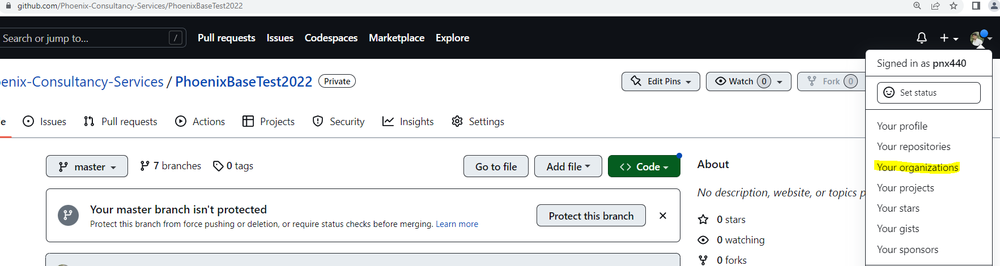 github.com/Phoenix-Consultancy-Services/PhoenixBaseTest2022
Search or jump to... / Pull requests Issues Codespaces Marketplace Explore
Signed in as pnx440
enix-Consultancy-Services / PhoenixBaseTest2022 Private Edit Pins Watch 0 Fork 0
Set status
e Issues Pull requests Actions Projects Security Insights Settings
Your profile
Your repositories
Your organizations
Your projects
Your stars
Your gists
Your sponsors
master 7 branches 0 tags Go to file Add file Code
About
No description, website, or topics p
0 stars
0 watching
0 forks
Your master branch isn't protected
Protect this branch from force pushing or deletion, or require status checks before merging. Learn more
Protect this branch